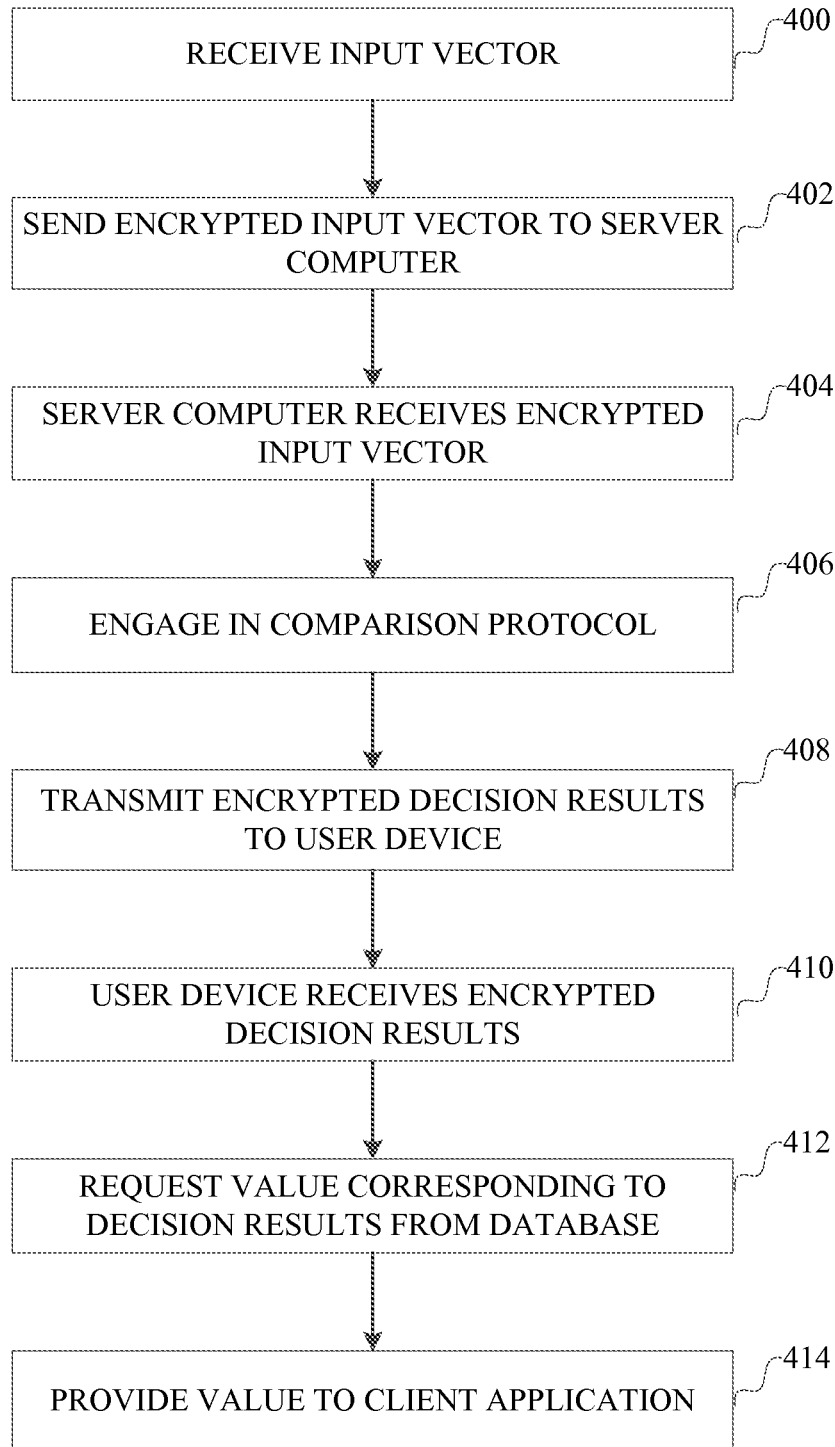 400
RECEIVE INPUT VECTOR
402
SEND ENCRYPTED INPUT VECTOR TO SERVER
COMPUTER
404
SERVER COMPUTER RECEIVES ENCRYPTED
INPUT VECTOR
406
ENGAGE IN COMPARISON PROTOCOL
408
TRANSMIT ENCRYPTED DECISION RESULTS
TO USER DEVICE
410
USER DEVICE RECEIVES ENCRYPTED
DECISION RESULTS
412
REQUEST VALUE CORRESPONDING TO
DECISION RESULTS FROM DATABASE
414
PROVIDE VALUE TO CLIENT APPLICATION